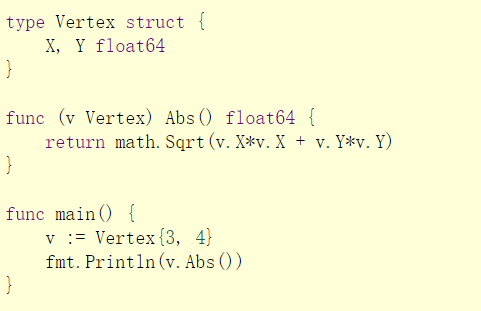 type Vertex struct {
    X, Y float64
}

func (v Vertex) Abs() float64 {
    return math.Sqrt(v.X*v.X + v.Y*v.Y)
}

func main() {
    v := Vertex{3, 4}
    fmt.Println(v.Abs())
}